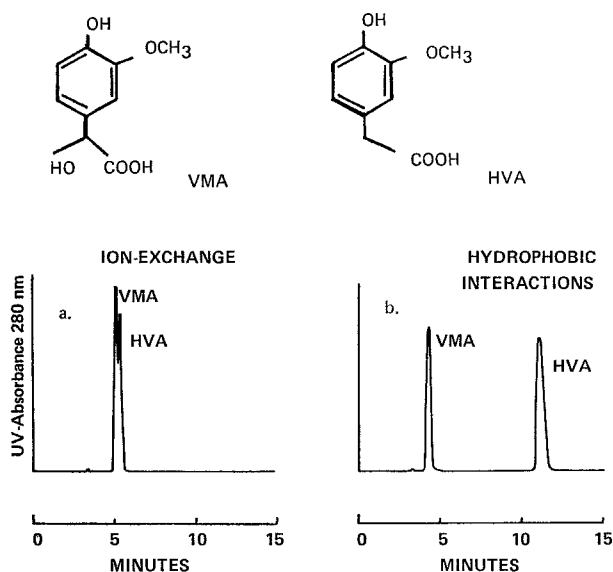 OH
OCH3
HO COOH
VMA
OH
OCH3
COOH
HVA
ION-EXCHANGE
a.
VMA
HVA
UV-Absorbance 280 nm
0 5 10 15
MINUTES
HYDROPHOBIC
INTERACTIONS
b.
VMA
HVA
0 5 10 15
MINUTES